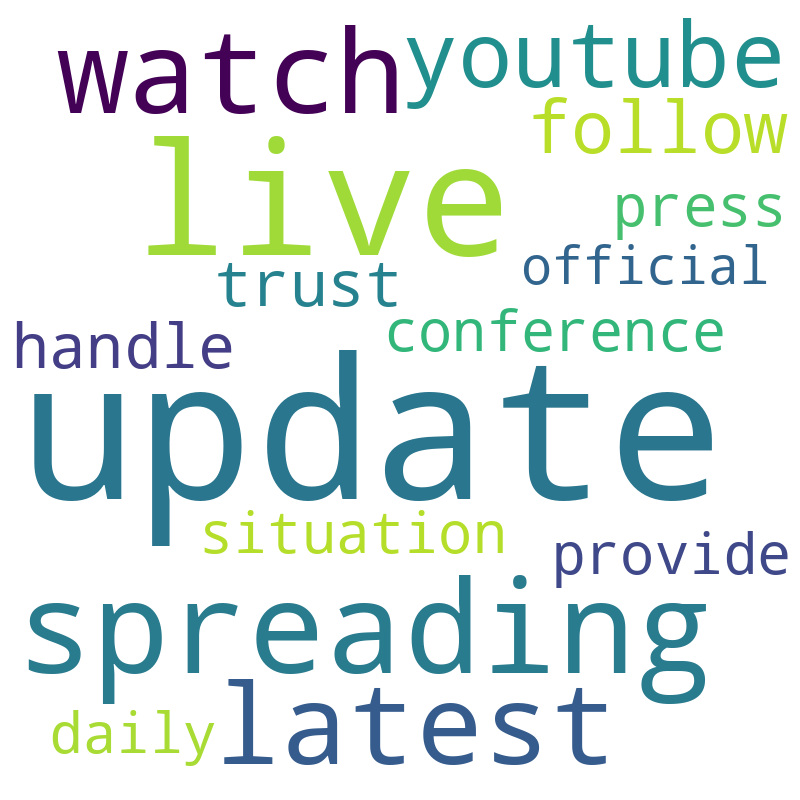 watch youtube
follow
live
press
official
trust
conference
handle
update
situation
provide
spreading
latest
daily